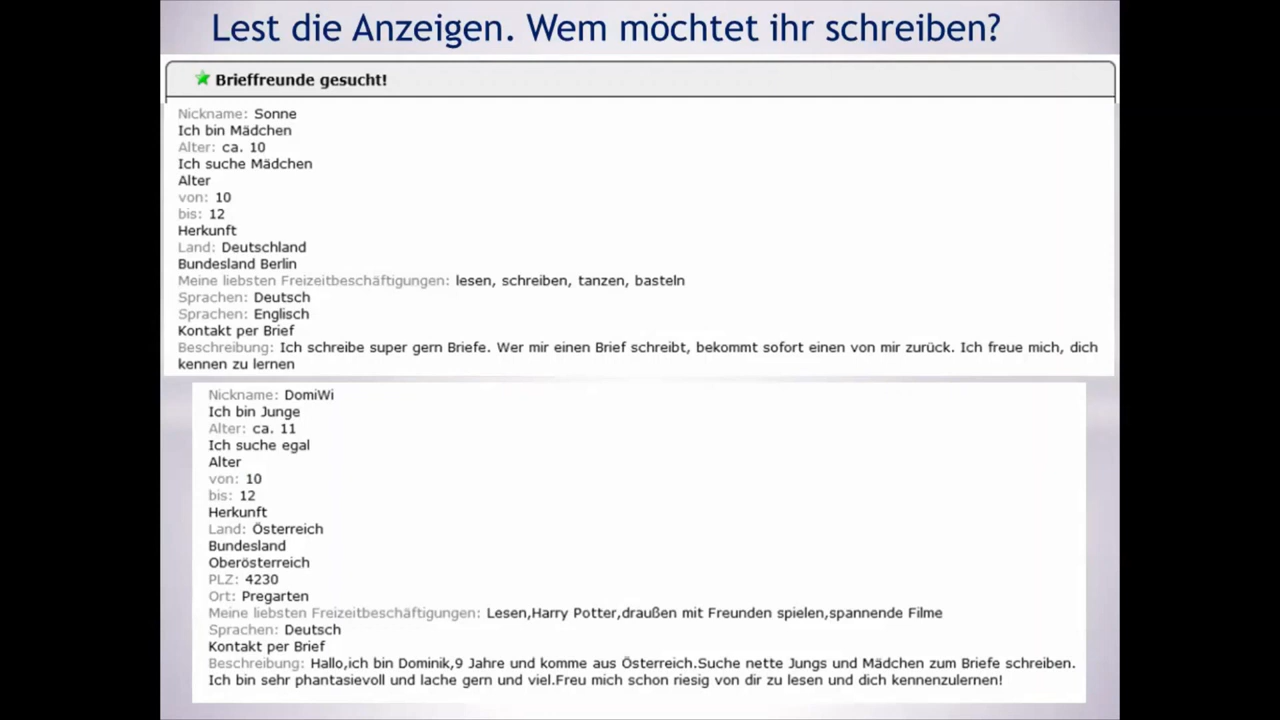 Lest die Anzeigen. Wem möchtet ihr schreiben?
Brieffreunde gesucht!
Nickname: Sonne
Ich bin Mädchen
Alter: ca. 10
Ich suche Mädchen
Alter
von: 10
bis: 12
Herkunft
Land: Deutschland
Bundesland Berlin
Meine liebsten Freizeitbeschäftigungen: lesen, schreiben, tanzen, basteln
Sprachen: Deutsch
Sprachen: Englisch
Kontakt per Brief
Beschreibung: Ich schreibe super gern Briefe. Wer mir einen Brief schreibt, bekommt sofort einen von mir zurück. Ich freue mich, dich
kennen zu lernen
Nickname: DomiWi
Ich bin Junge
Alter: ca. 11
Ich suche egal
Alter
von: 10
bis: 12
Herkunft
Land: Österreich
Bundesland
Oberösterreich
PLZ: 4230
Ort: Pregarten
Meine liebsten Freizeitbeschäftigungen: Lesen,Harry Potter,draußen mit Freunden spielen,spannende Filme
Sprachen: Deutsch
Kontakt per Brief
Beschreibung: Hallo,ich bin Dominik,9 Jahre und komme aus Österreich.Suche nette Jungs und Mädchen zum Briefe schreiben.
Ich bin sehr phantasievoll und lache gern und viel.Freu mich schon riesig von dir zu lesen und dich kennenzulernen!